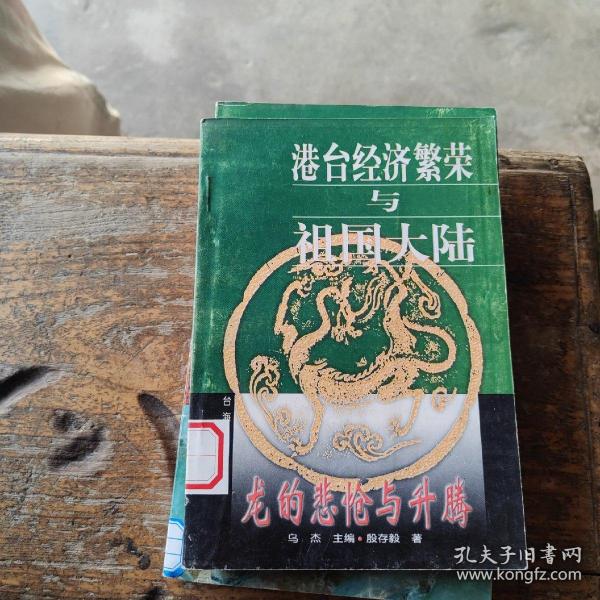 港台经济繁荣
与
祖国大陆
台海
龙的悲怆与升腾
乌 杰 主编·殷存毅 著
孔夫子旧書网
www.kongfz.com